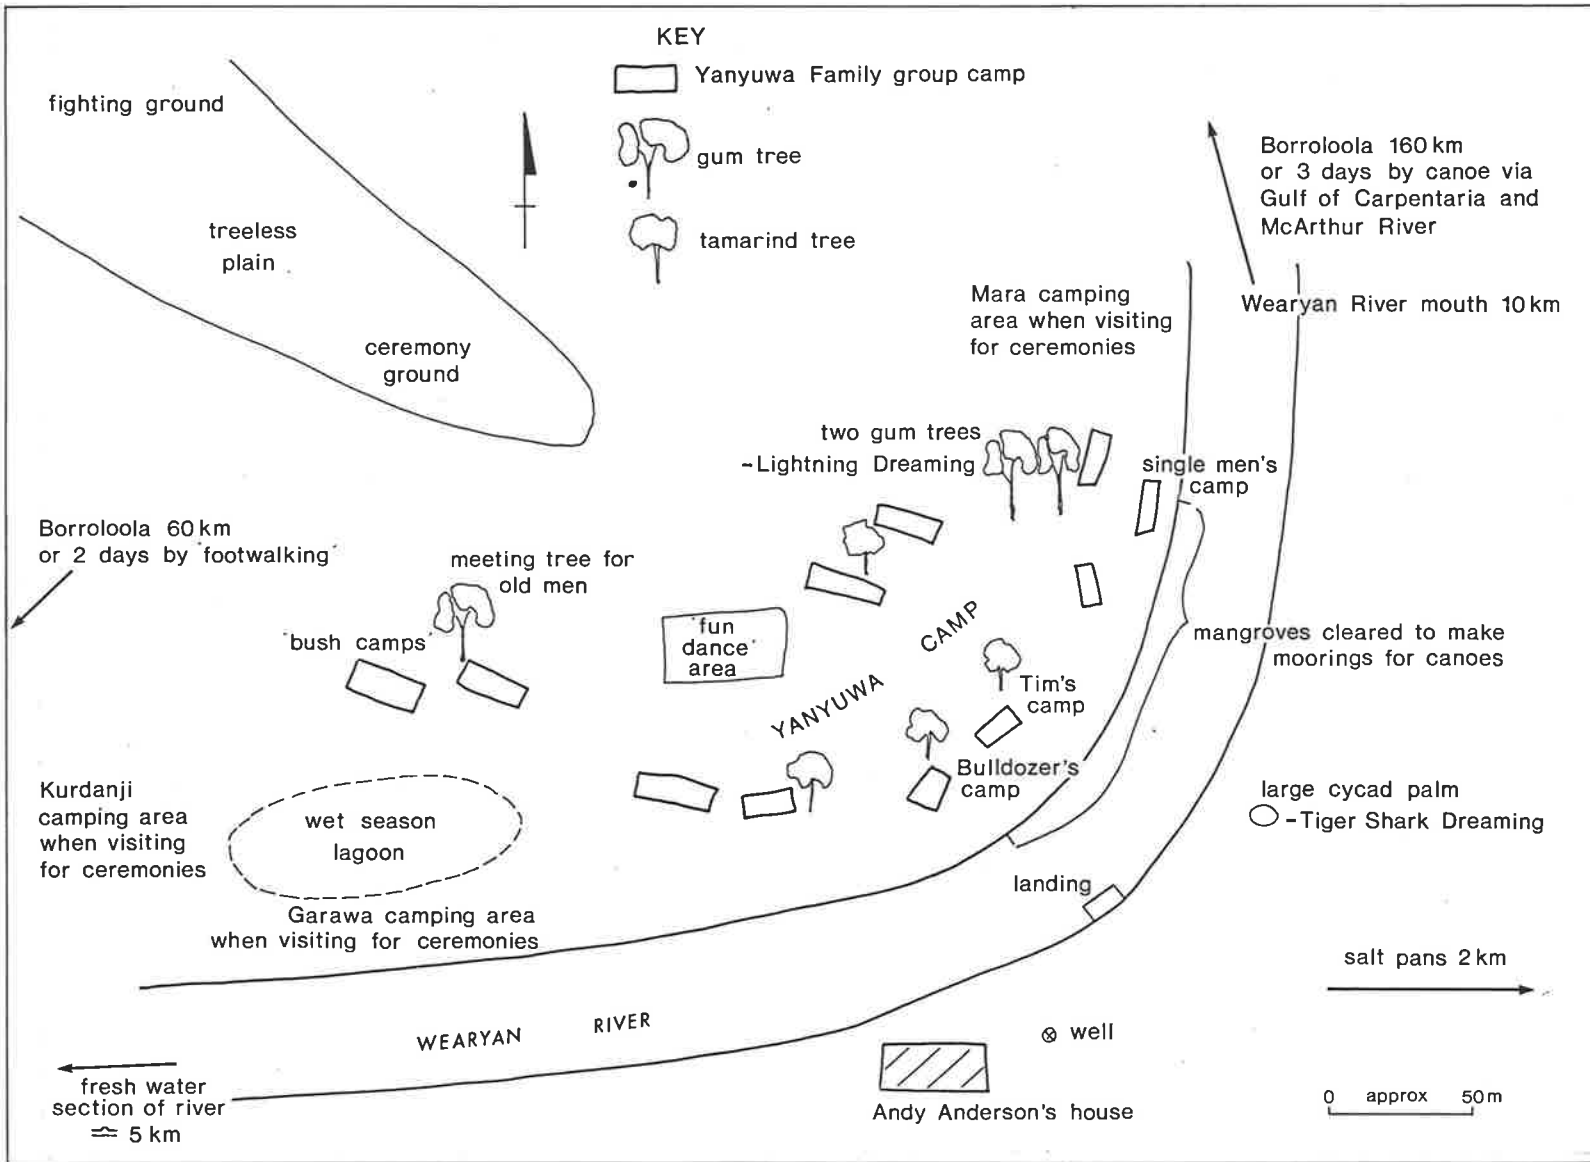 KEY
Yanyuwa Family group camp
gum tree
tamarind tree
fighting ground
treeless
plain
ceremony
ground
Borroloola 160 km
or 3 days by canoe via
Gulf of Carpentaria and
McArthur River
Wearyan River mouth 10 km
Mara camping
area when visiting
for ceremonies
two gum trees
-Lightning Dreaming
single men's
camp
Borroloola 60 km
or 2 days by 'footwalking'
meeting tree for
old men
'bush camps'
'fun
dance'
area
YANYUWA CAMP
mangroves cleared to make
moorings for canoes
Tim's
camp
Bulldozer's
camp
Kurdanji
camping area
when visiting
for ceremonies
wet season
lagoon
Garawa camping area
when visiting for ceremonies
large cycad palm
-Tiger Shark Dreaming
landing
salt pans 2 km
WEARYAN RIVER
well
Andy Anderson's house
fresh water
section of river
≏ 5 km
0 approx 50 m